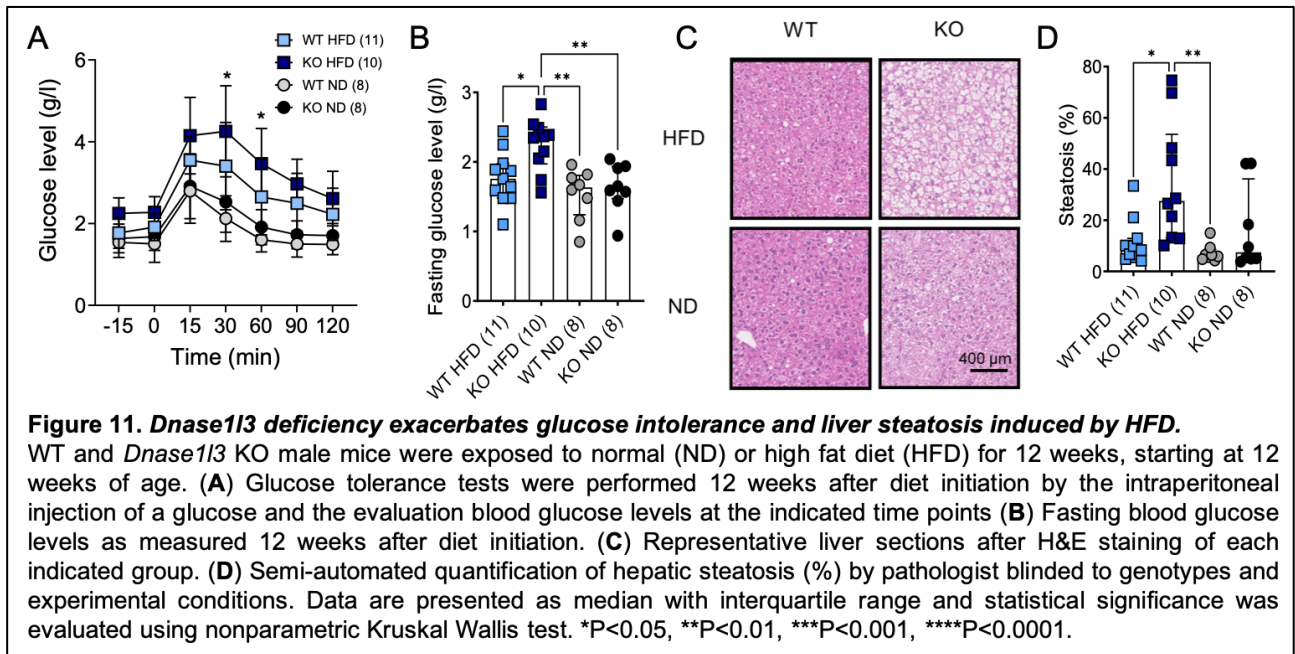 A
Glucose level (g/l)
6
4
2
0
-15 0 15 30 60 90 120
Time (min)
WT HFD (11)
KO HFD (10)
WT ND (8)
KO ND (8)
*
*
B
Fasting glucose level (g/l)
3
2
1
0
**
* **
WT HFD (11)
KO HFD (10)
WT ND (8)
KO ND (8)
C
WT KO
HFD
ND
400 µm
D
Steatosis (%)
80
60
40
20
0
* **
WT HFD (11)
KO HFD (10)
WT ND (8)
KO ND (8)
Figure 11. Dnase1l3 deficiency exacerbates glucose intolerance and liver steatosis induced by HFD.
WT and Dnase1l3 KO male mice were exposed to normal (ND) or high fat diet (HFD) for 12 weeks, starting at 12
weeks of age. (A) Glucose tolerance tests were performed 12 weeks after diet initiation by the intraperitoneal
injection of a glucose and the evaluation blood glucose levels at the indicated time points (B) Fasting blood glucose
levels as measured 12 weeks after diet initiation. (C) Representative liver sections after H&E staining of each
indicated group. (D) Semi-automated quantification of hepatic steatosis (%) by pathologist blinded to genotypes and
experimental conditions. Data are presented as median with interquartile range and statistical significance was
evaluated using nonparametric Kruskal Wallis test. *P<0.05, **P<0.01, ***P<0.001, ****P<0.0001.